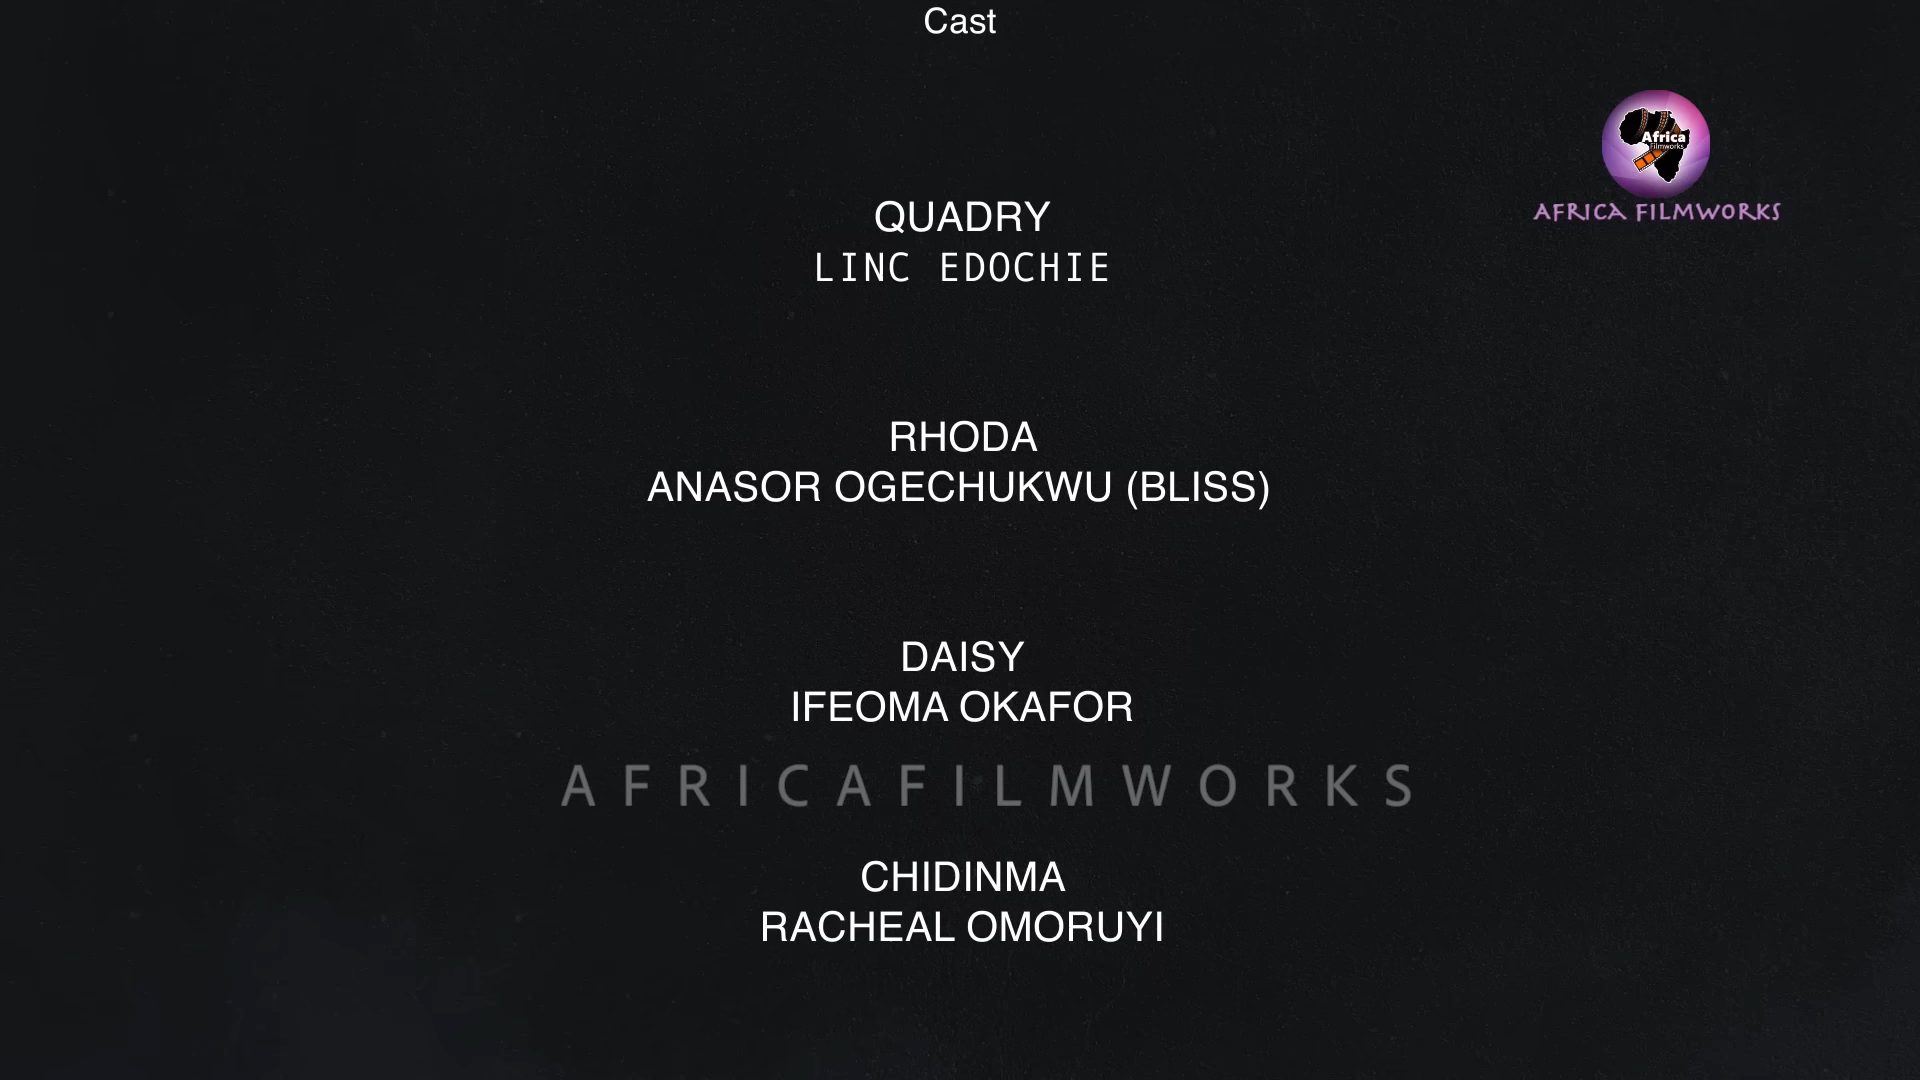 Cast
Africa
Filmworks
AFRICA FILMWORKS
QUADRY
LINC EDOCHIE
RHODA
ANASOR OGECHUKWU (BLISS)
DAISY
IFEOMA OKAFOR
AFRICAFILMWORKS
CHIDINMA
RACHEAL OMORUYI